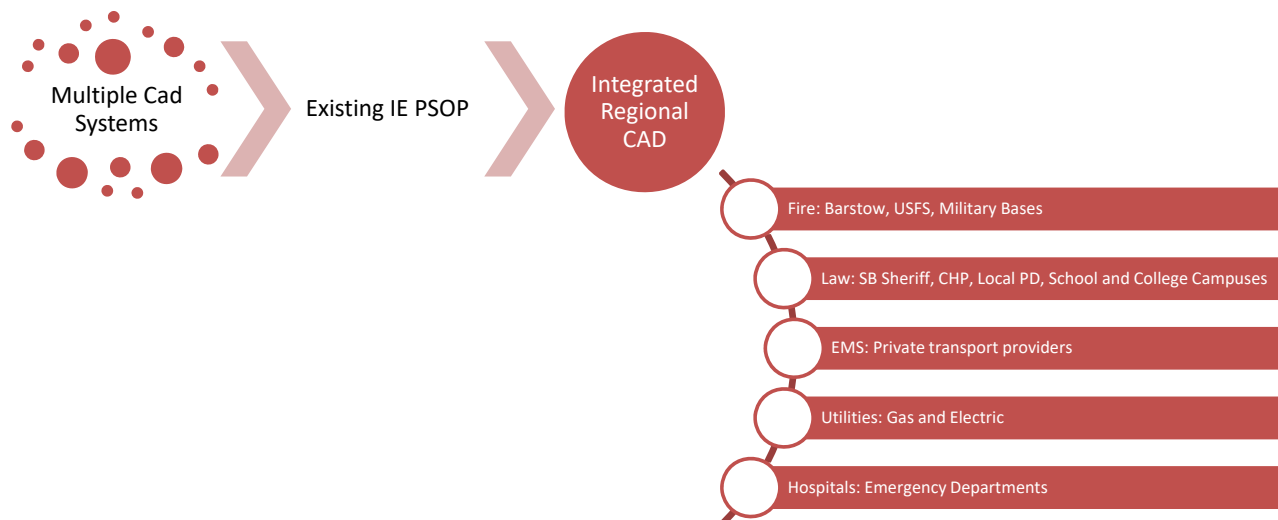 Multiple Cad
Systems
Existing IE PSOP
Integrated
Regional
CAD
Fire: Barstow, USFS, Military Bases
Law: SB Sheriff, CHP, Local PD, School and College Campuses
EMS: Private transport providers
Utilities: Gas and Electric
Hospitals: Emergency Departments